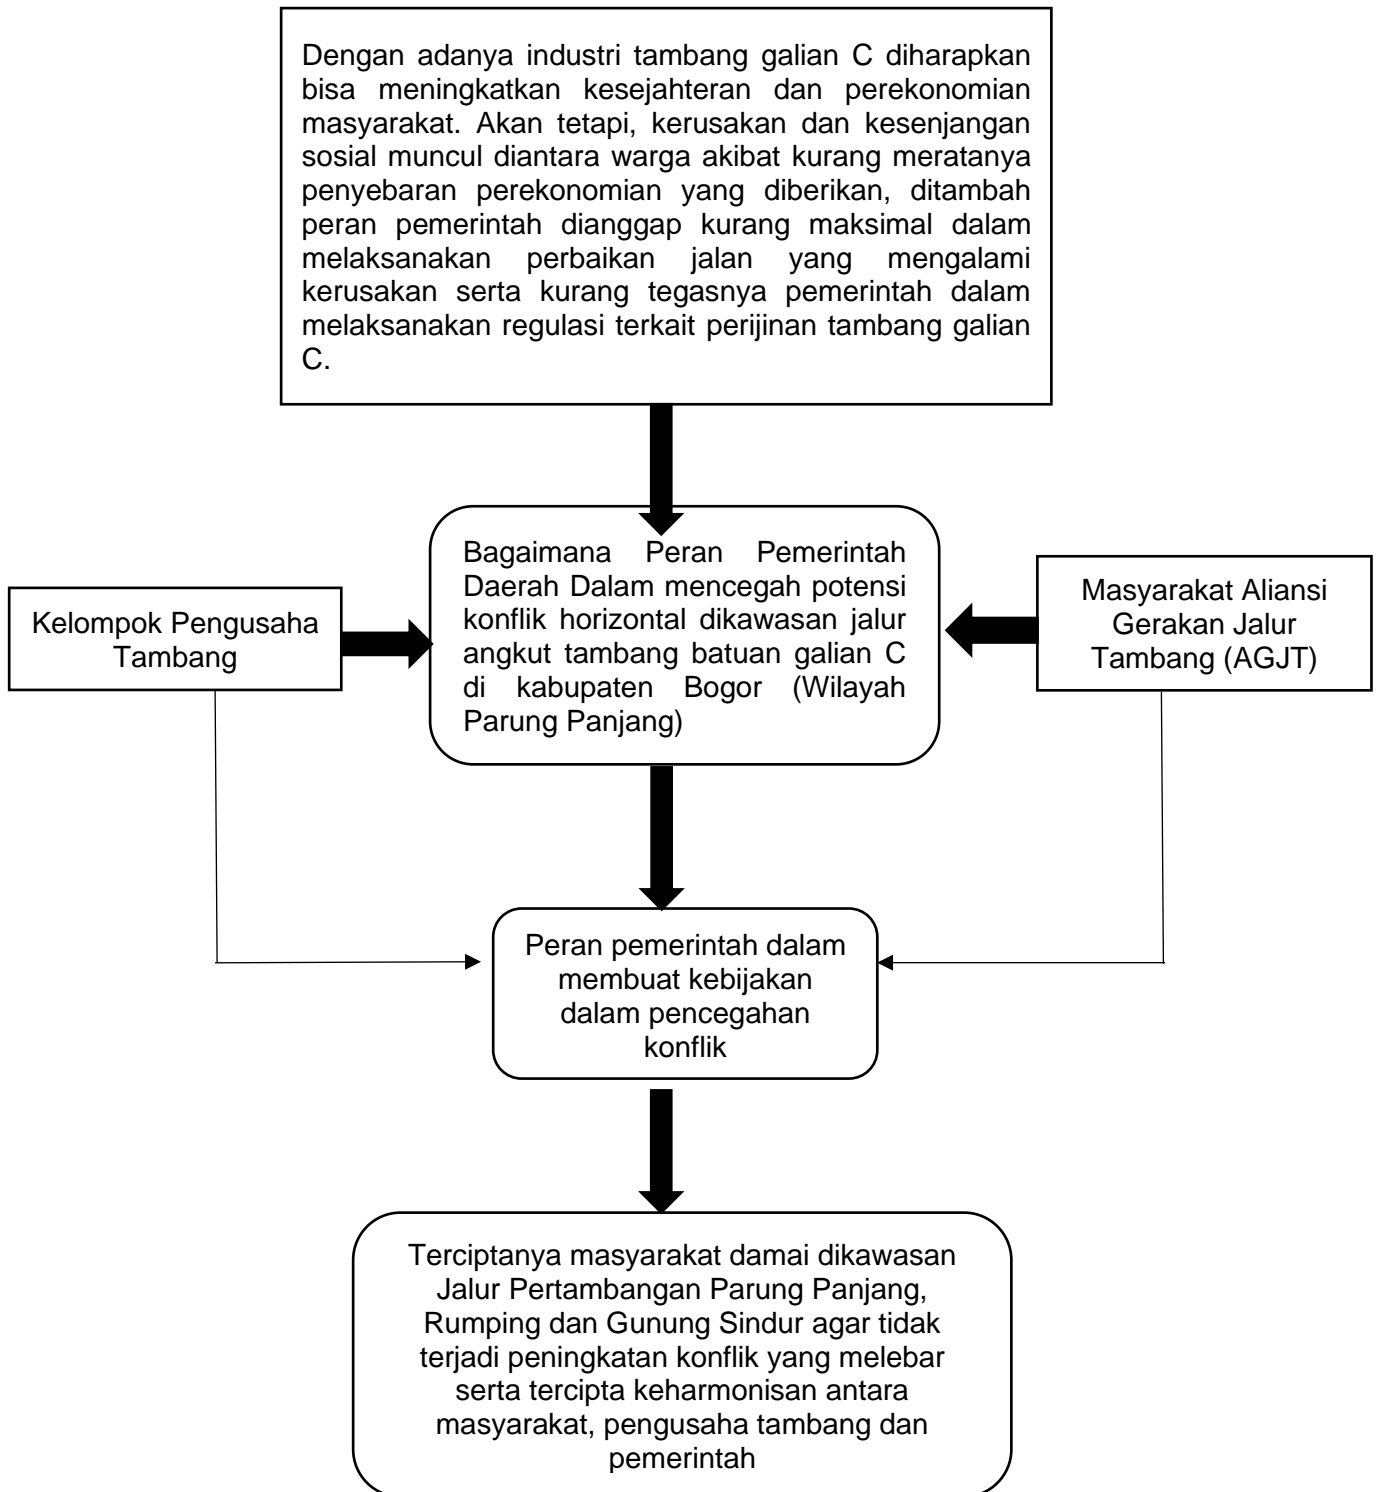 Dengan adanya industri tambang galian C diharapkan
bisa meningkatkan kesejahteran dan perekonomian
masyarakat. Akan tetapi, kerusakan dan kesenjangan
sosial muncul diantara warga akibat kurang meratanya
penyebaran perekonomian yang diberikan, ditambah
peran pemerintah dianggap kurang maksimal dalam
melaksanakan perbaikan jalan yang mengalami
kerusakan serta kurang tegasnya pemerintah dalam
melaksanakan regulasi terkait perijinan tambang galian
C.
Kelompok Pengusaha
Tambang
Bagaimana Peran Pemerintah
Daerah Dalam mencegah potensi
konflik horizontal dikawasan jalur
angkut tambang batuan galian C
di kabupaten Bogor (Wilayah
Parung Panjang)
Masyarakat Aliansi
Gerakan Jalur
Tambang (AGJT)
Peran pemerintah dalam
membuat kebijakan
dalam pencegahan
konflik
Terciptanya masyarakat damai dikawasan
Jalur Pertambangan Parung Panjang,
Rumping dan Gunung Sindur agar tidak
terjadi peningkatan konflik yang melebar
serta tercipta keharmonisan antara
masyarakat, pengusaha tambang dan
pemerintah